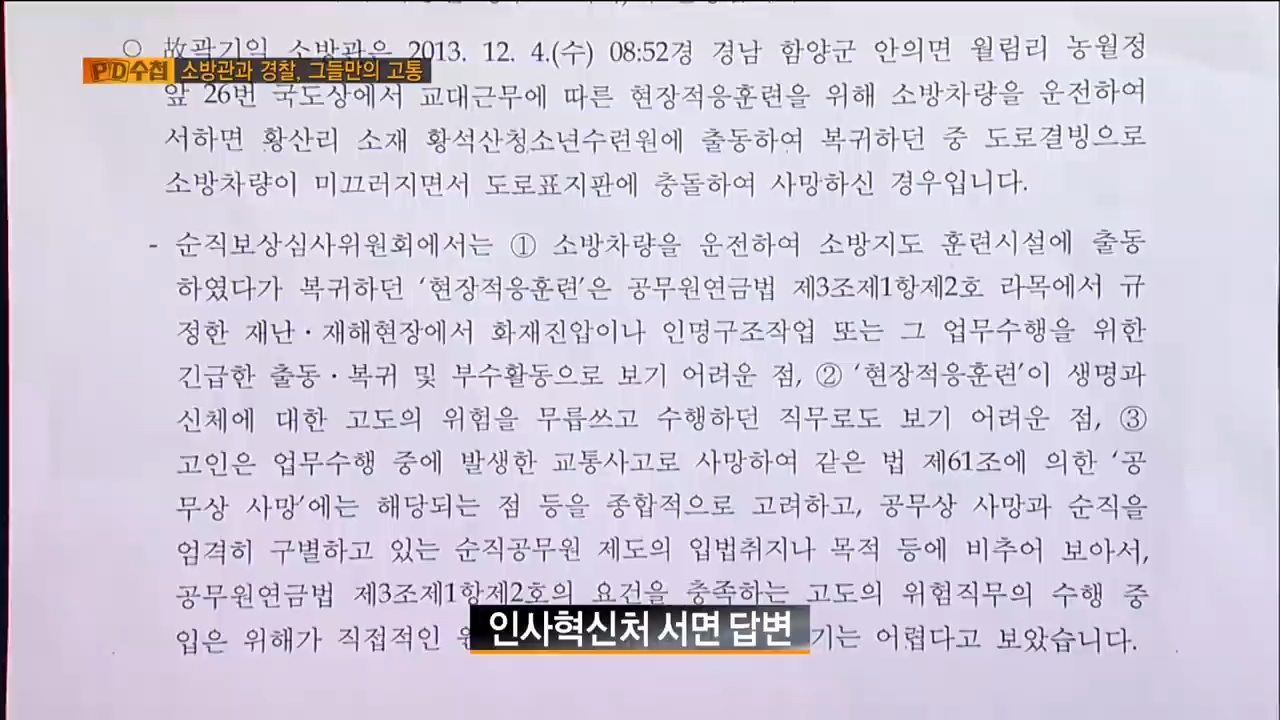 ○ 故곽기익 소방관은 2013. 12. 4.(수) 08:52경 경남 함양군 안의면 월림리 농월정
PD수첩 소방관과 경찰, 그들만의 고통
앞 26번 국도상에서 교대근무에 따른 현장적응훈련을 위해 소방차량을 운전하여
서하면 황산리 소재 황석산청소년수련원에 출동하여 복귀하던 중 도로결빙으로
소방차량이 미끄러지면서 도로표지판에 충돌하여 사망하신 경우입니다.
- 순직보상심사위원회에서는 ① 소방차량을 운전하여 소방지도 훈련시설에 출동
하였다가 복귀하던 ‘현장적응훈련’은 공무원연금법 제3조제1항제2호 라목에서 규
정한 재난·재해현장에서 화재진압이나 인명구조작업 또는 그 업무수행을 위한
긴급한 출동·복귀 및 부수활동으로 보기 어려운 점, ② ‘현장적응훈련’이 생명과
신체에 대한 고도의 위험을 무릅쓰고 수행하던 직무로도 보기 어려운 점, ③
고인은 업무수행 중에 발생한 교통사고로 사망하여 같은 법 제61조에 의한 ‘공
무상 사망’에는 해당되는 점 등을 종합적으로 고려하고, 공무상 사망과 순직을
엄격히 구별하고 있는 순직공무원 제도의 입법취지나 목적 등에 비추어 보아서,
공무원연금법 제3조제1항제2호의 요건을 충족하는 고도의 위험직무의 수행 중
입은 위해가 직접적인 기는 어렵다고 보았습니다.
인사혁신처 서면 답변